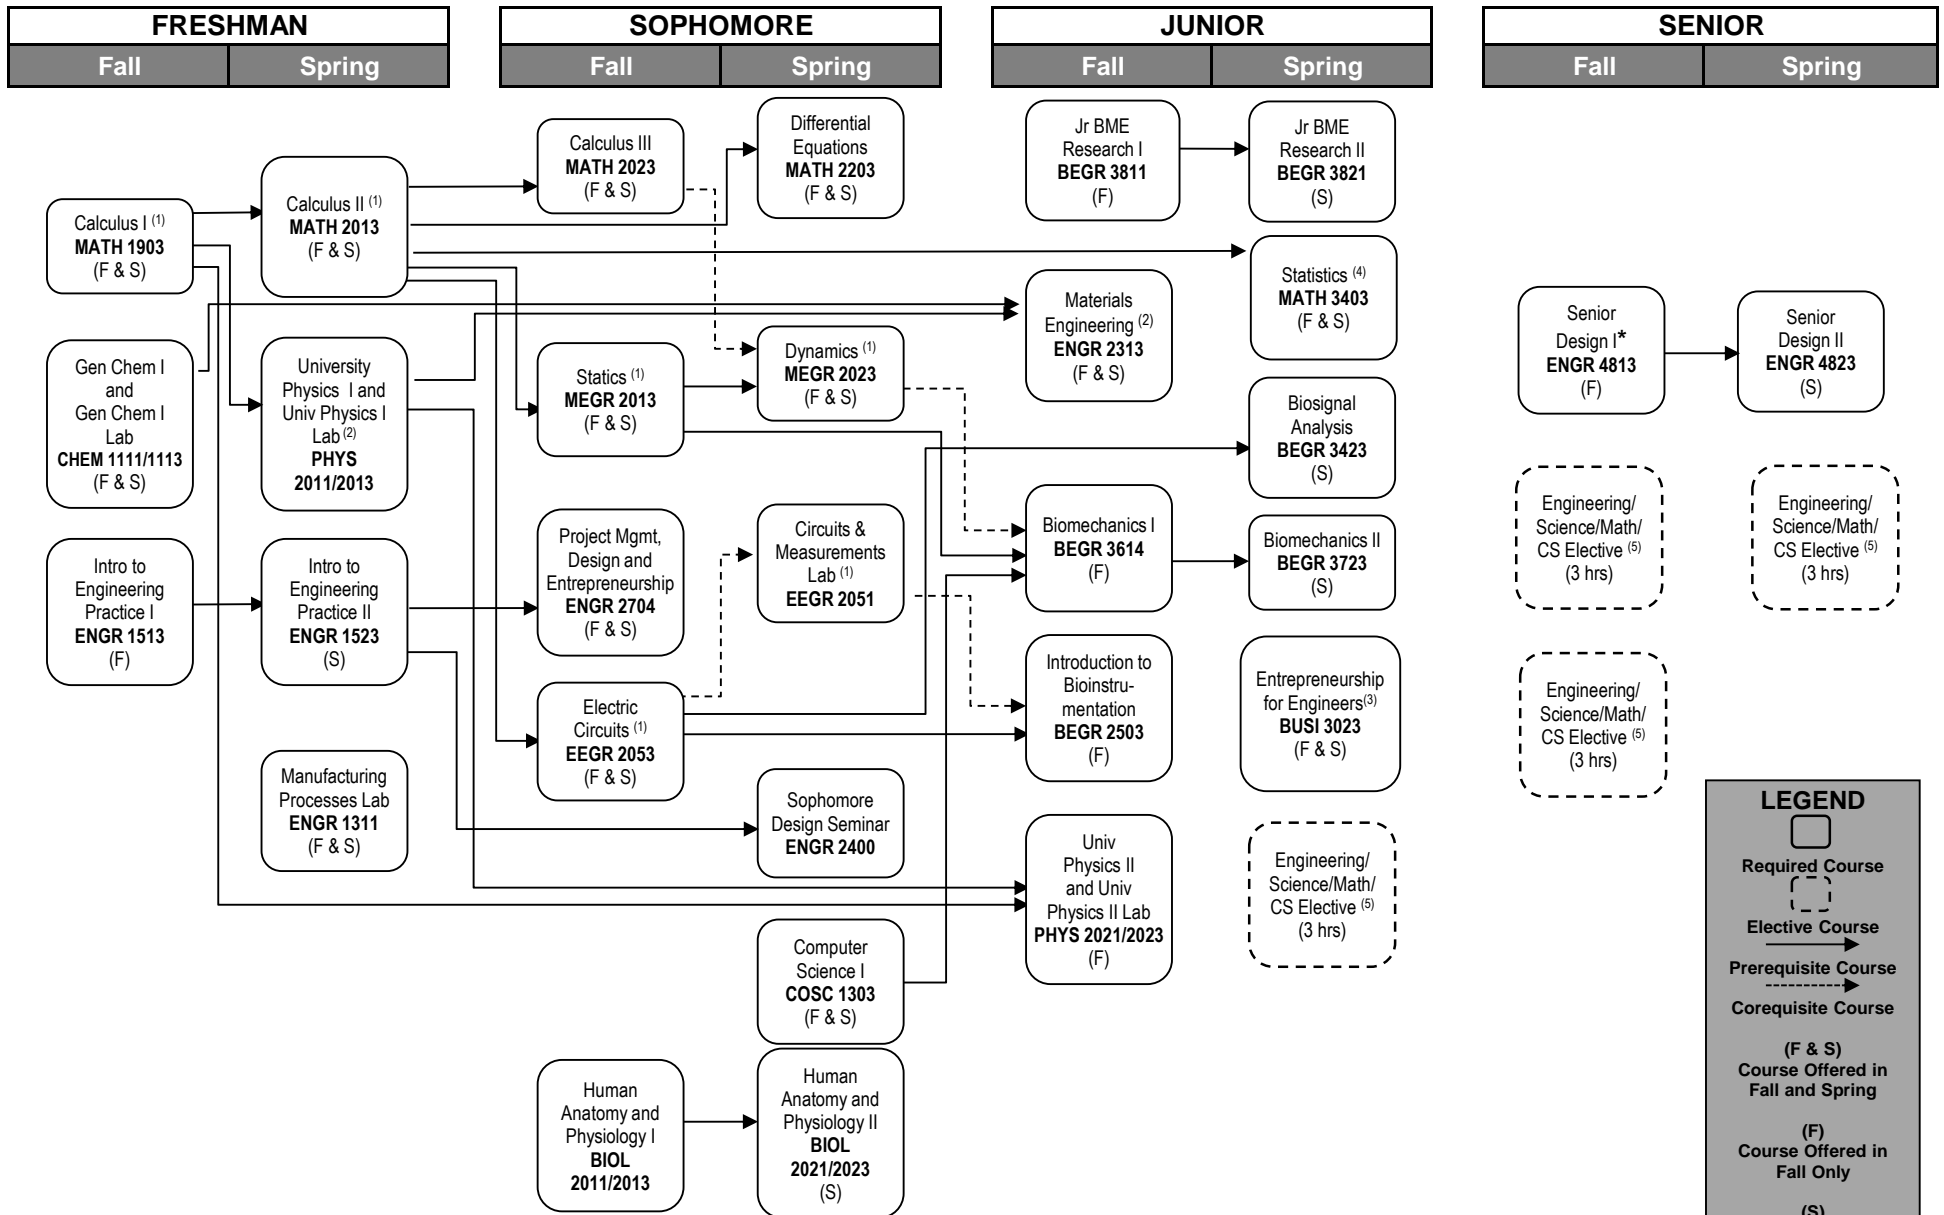 FRESHMAN
Fall
Spring
SOPHOMORE
Fall
Spring
JUNIOR
Fall
Spring
SENIOR
Fall
Spring
Calculus I (1)
MATH 1903
(F & S)
Gen Chem I
and
Gen Chem I
Lab
CHEM 1111/1113
(F & S)
Intro to
Engineering
Practice I
ENGR 1513
(F)
Calculus II (1)
MATH 2013
(F & S)
University
Physics I and
Univ Physics I
Lab (2)
PHYS
2011/2013
Intro to
Engineering
Practice II
ENGR 1523
(S)
Manufacturing
Processes Lab
ENGR 1311
(F & S)
Calculus III
MATH 2023
(F & S)
Statics (1)
MEGR 2013
(F & S)
Project Mgmt,
Design and
Entrepreneurship
ENGR 2704
(F & S)
Electric
Circuits (1)
EEGR 2053
(F & S)
Human
Anatomy and
Physiology I
BIOL
2011/2013
Differential
Equations
MATH 2203
(F & S)
Dynamics (1)
MEGR 2023
(F & S)
Circuits &
Measurements
Lab (1)
EEGR 2051
Sophomore
Design Seminar
ENGR 2400
Computer
Science I
COSC 1303
(F & S)
Human
Anatomy and
Physiology II
BIOL
2021/2023
(S)
Jr BME
Research I
BEGR 3811
(F)
Materials
Engineering (2)
ENGR 2313
(F & S)
Biomechanics I
BEGR 3614
(F)
Introduction to
Bioinstru-
mentation
BEGR 2503
(F)
Univ
Physics II
and Univ
Physics II Lab
PHYS 2021/2023
(F)
Jr BME
Research II
BEGR 3821
(S)
Statistics (4)
MATH 3403
(F & S)
Biosignal
Analysis
BEGR 3423
(S)
Biomechanics II
BEGR 3723
(S)
Entrepreneurship
for Engineers(3)
BUSI 3023
(F & S)
Engineering/
Science/Math/
CS Elective (5)
(3 hrs)
Senior
Design I*
ENGR 4813
(F)
Engineering/
Science/Math/
CS Elective (5)
(3 hrs)
Engineering/
Science/Math/
CS Elective (5)
(3 hrs)
Senior
Design II
ENGR 4823
(S)
Engineering/
Science/Math/
CS Elective (5)
(3 hrs)
LEGEND
Required Course
Elective Course
Prerequisite Course
Corequisite Course
(F & S)
Course Offered in
Fall and Spring
(F)
Course Offered in
Fall Only
(S)